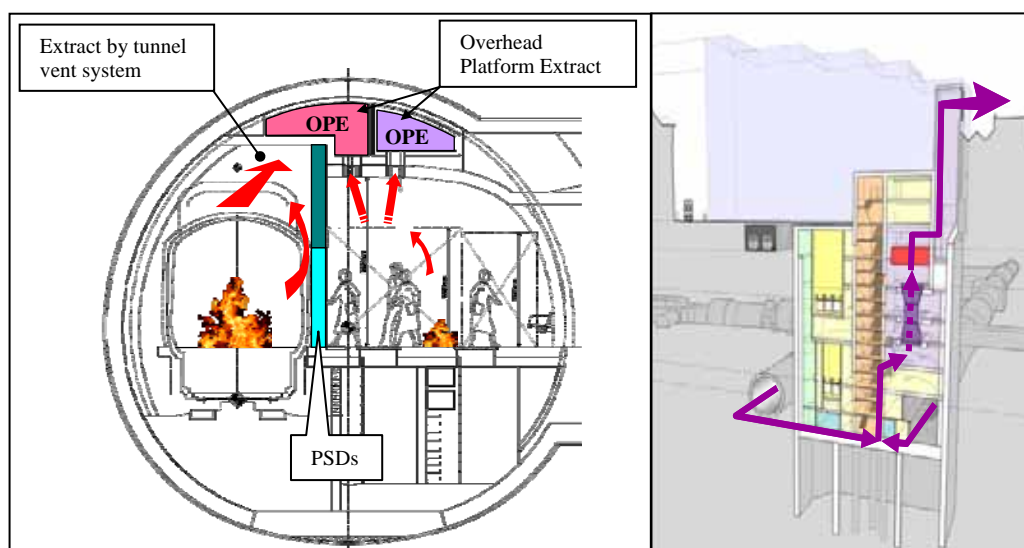 Extract by tunnel
vent system
Overhead
Platform Extract
OPE
OPE
PSDs